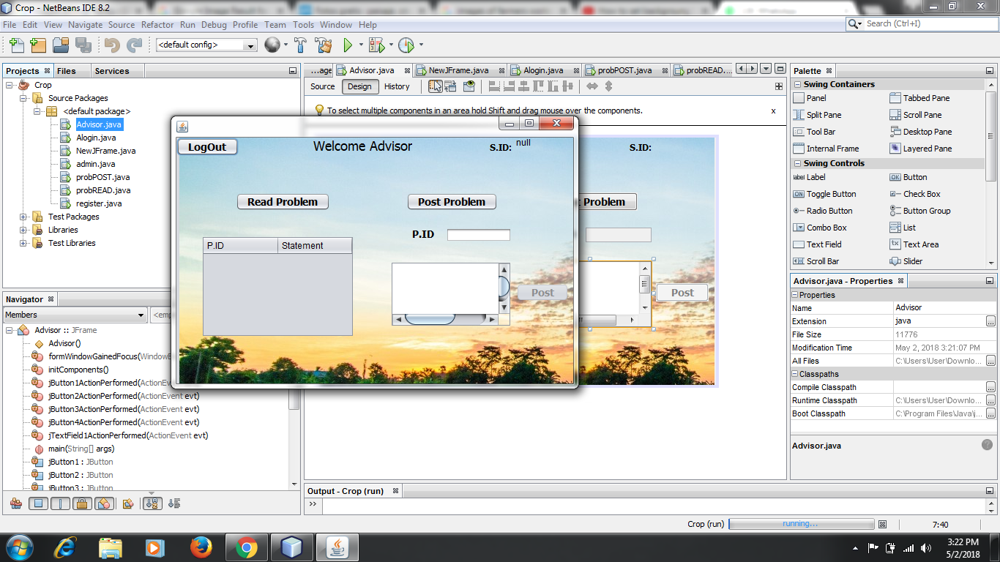 Crop - NetBeans IDE 8.2
File Edit View Navigate Source Refactor Run Debug Profile Team Tools Window Help
Search (Ctrl+I)
<default config>
Projects Files Services
Crop
Source Packages
<default package>
Advisor.java
Alogin.java
NewJFrame.java
admin.java
probPOST.java
probREAD.java
register.java
Test Packages
Libraries
Test Libraries
Navigator
Members
Advisor :: JFrame
Advisor()
initComponents()
jButton2ActionPerformed(ActionEvent evt)
jButton3ActionPerformed(ActionEvent evt)
jButton4ActionPerformed(ActionEvent evt)
jTextField1ActionPerformed(ActionEvent evt)
main(String[] args)
jButton1 : JButton
jButton2 : JButton
jButton3 : JButton
...age Advisor.java NewJFrame.java Alogin.java probPOST.java probREAD....
Source Design History
To select multiple components in an area hold Shift and drag mouse over the components.
x
LogOut
Welcome Advisor
S.ID: null
Read Problem
Post Problem
P.ID
P.ID Statement
Post
S.ID:
t Problem
Post
Output - Crop (run)
>>
Palette
Swing Containers
Panel Tabbed Pane
Split Pane Scroll Pane
Tool Bar Desktop Pane
Internal Frame Layered Pane
Swing Controls
Label Button
Toggle Button Check Box
Radio Button Button Group
Combo Box List
Text Field Text Area
Scroll Bar Slider
Advisor.java - Properties
Properties
Name Advisor
Extension java
File Size 11776
Modification Time May 2, 2018 3:21:07 PM
All Files C:\Users\User\Downlo...
Classpaths
Compile Classpath
Runtime Classpath C:\Users\User\Downlo...
Boot Classpath C:\Program Files\Java\j...
Advisor.java
Crop (run) running...
7:40
3:22 PM
5/2/2018